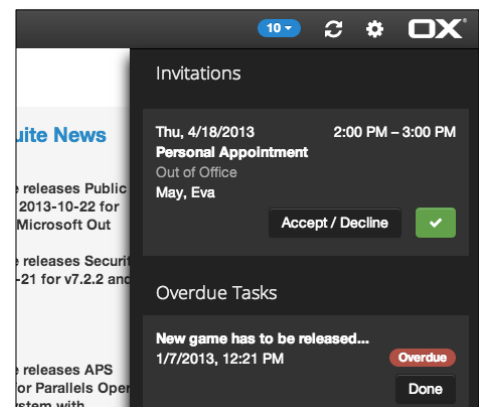 10
OX
Invitations
Thu, 4/18/2013 2:00 PM – 3:00 PM
Personal Appointment
Out of Office
May, Eva
Accept / Decline
Overdue Tasks
New game has to be released...
1/7/2013, 12:21 PM
Overdue
Done
uite News
e releases Public
2013-10-22 for
Microsoft Out
e releases Securit
-21 for v7.2.2 and
e releases APS
or Parallels Oper
ystem with